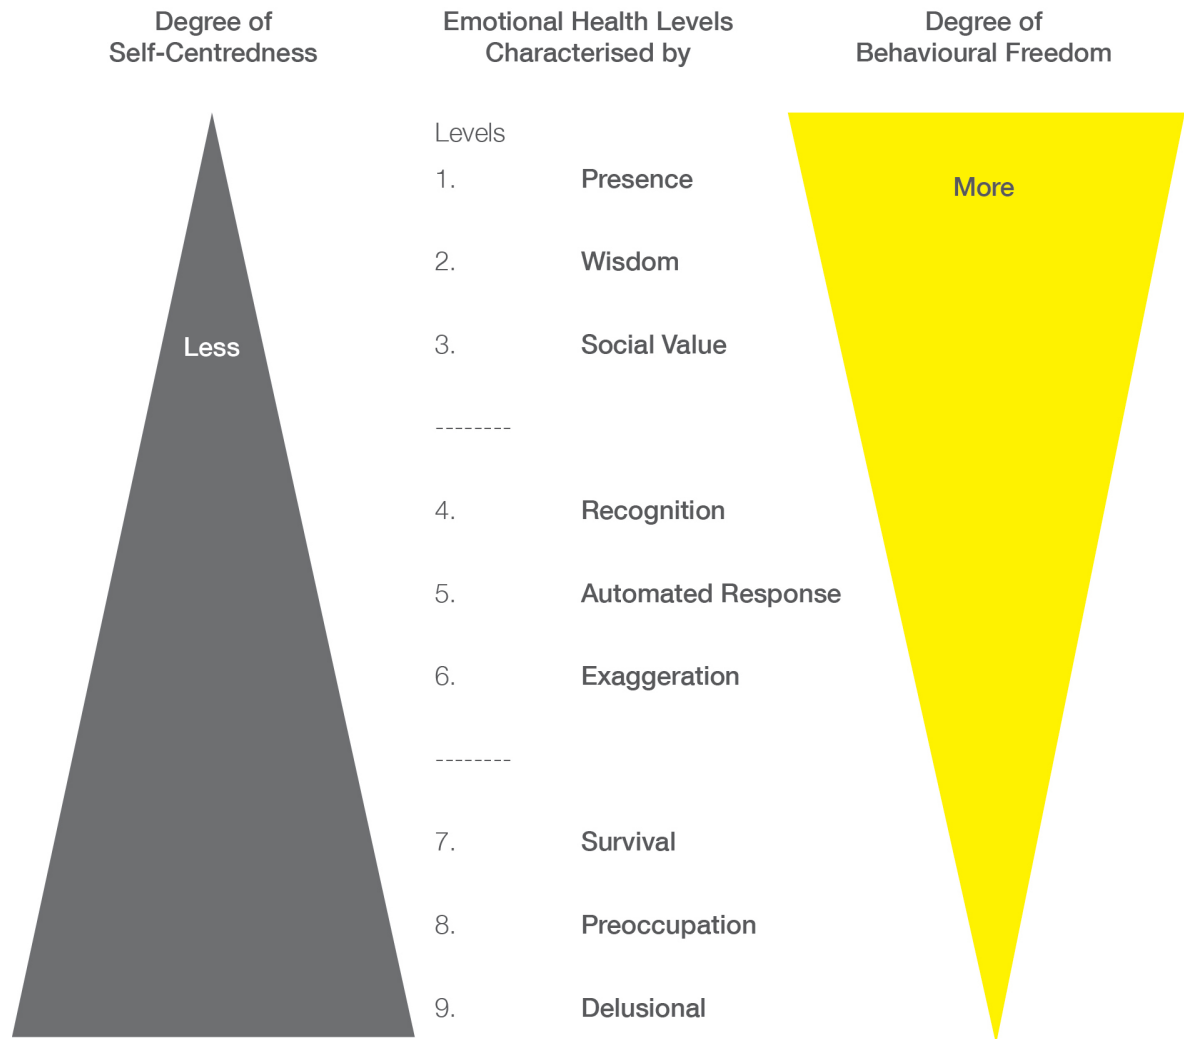 Degree of
Self-Centredness
Emotional Health Levels
Characterised by
Degree of
Behavioural Freedom
Levels
1. Presence
More
2. Wisdom
3. Social Value
Less
--------
4. Recognition
5. Automated Response
6. Exaggeration
--------
7. Survival
8. Preoccupation
9. Delusional